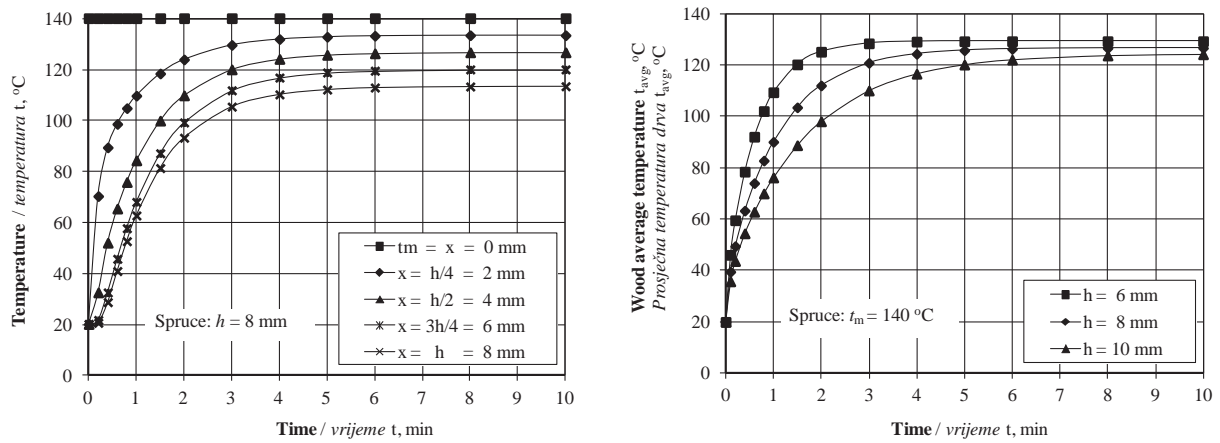 Temperature / temperatura t, °C
140
120
100
80
60
40
20
0
tm = x = 0 mm
x = h/4 = 2 mm
x = h/2 = 4 mm
x = 3h/4 = 6 mm
x = h = 8 mm
Spruce: h = 8 mm
0 1 2 3 4 5 6 7 8 9 10
Time / vrijeme t, min
Wood average temperature tavg, °C
Prosječna temperatura drva tavg, °C
140
120
100
80
60
40
20
0
h = 6 mm
h = 8 mm
h = 10 mm
Spruce: tm = 140 °C
0 1 2 3 4 5 6 7 8 9 10
Time / vrijeme t, min